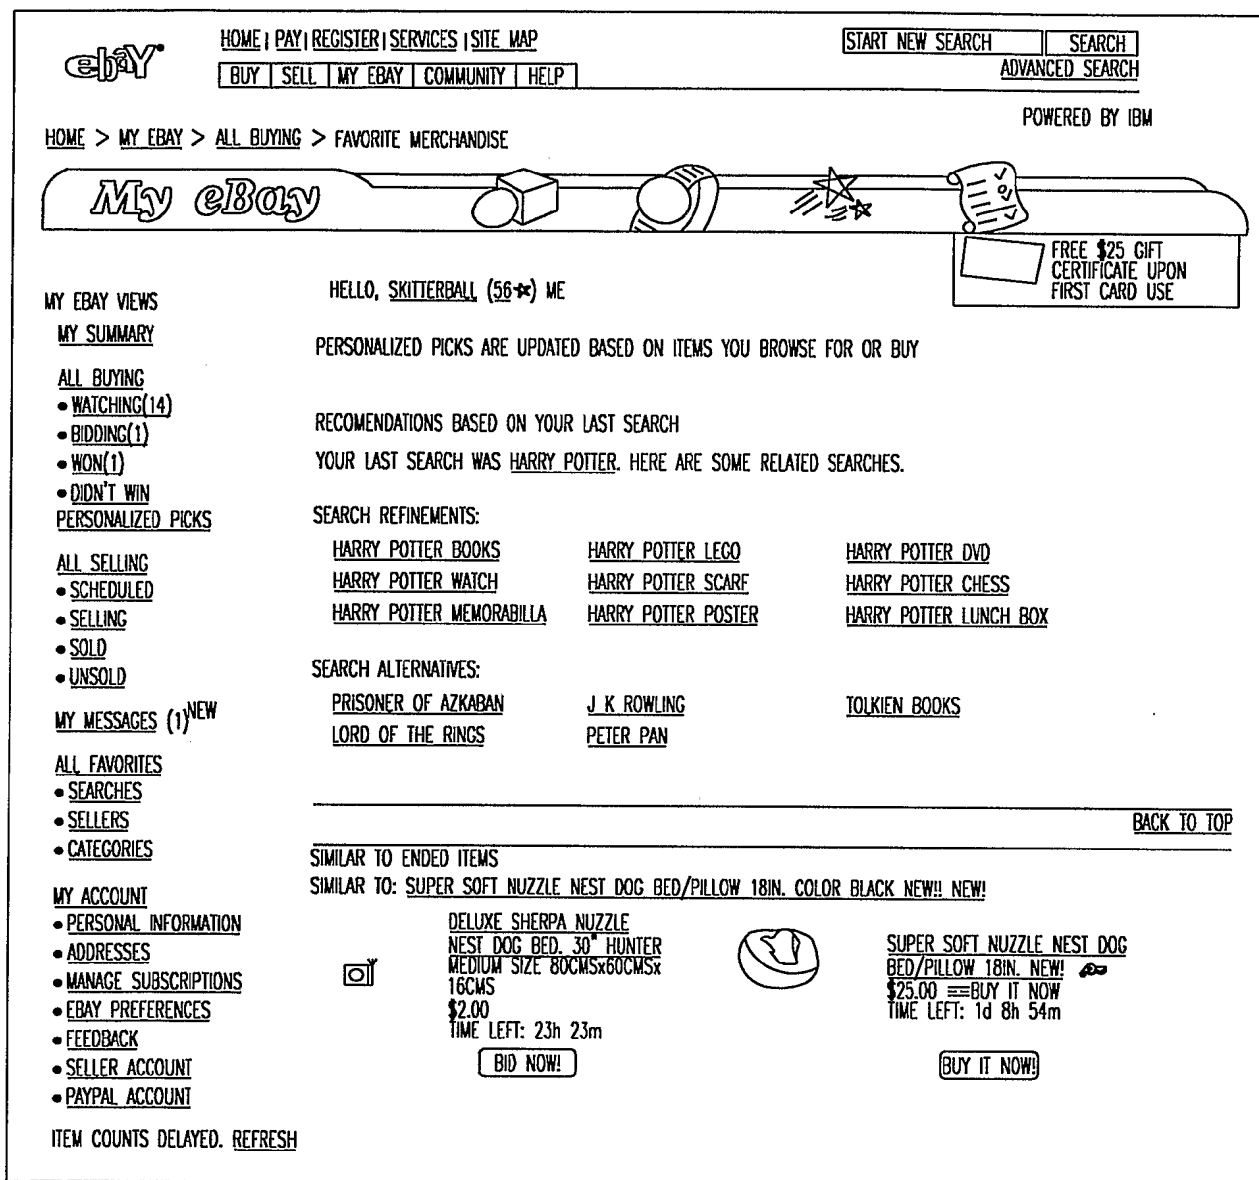 ebaY
HOME | PAY | REGISTER | SERVICES | SITE MAP
START NEW SEARCH SEARCH
BUY SELL MY EBAY COMMUNITY HELP
ADVANCED SEARCH
POWERED BY IBM
HOME > MY EBAY > ALL BUYING > FAVORITE MERCHANDISE
My eBay
FREE $25 GIFT
CERTIFICATE UPON
FIRST CARD USE
HELLO, SKITTERBALL (56★) ME
PERSONALIZED PICKS ARE UPDATED BASED ON ITEMS YOU BROWSE FOR OR BUY
MY EBAY VIEWS
MY SUMMARY
ALL BUYING
• WATCHING(14)
• BIDDING(1)
• WON(1)
• DIDN'T WIN
PERSONALIZED PICKS
ALL SELLING
• SCHEDULED
• SELLING
• SOLD
• UNSOLD
MY MESSAGES (1) NEW
ALL FAVORITES
• SEARCHES
• SELLERS
• CATEGORIES
MY ACCOUNT
• PERSONAL INFORMATION
• ADDRESSES
• MANAGE SUBSCRIPTIONS
• EBAY PREFERENCES
• FEEDBACK
• SELLER ACCOUNT
• PAYPAL ACCOUNT
ITEM COUNTS DELAYED. REFRESH
RECOMENDATIONS BASED ON YOUR LAST SEARCH
YOUR LAST SEARCH WAS HARRY POTTER. HERE ARE SOME RELATED SEARCHES.
SEARCH REFINEMENTS:
HARRY POTTER BOOKS HARRY POTTER LEGO HARRY POTTER DVD
HARRY POTTER WATCH HARRY POTTER SCARF HARRY POTTER CHESS
HARRY POTTER MEMORABILLA HARRY POTTER POSTER HARRY POTTER LUNCH BOX
SEARCH ALTERNATIVES:
PRISONER OF AZKABAN J K ROWLING TOLKIEN BOOKS
LORD OF THE RINGS PETER PAN
BACK TO TOP
SIMILAR TO ENDED ITEMS
SIMILAR TO: SUPER SOFT NUZZLE NEST DOG BED/PILLOW 18IN. COLOR BLACK NEW!! NEW!
DELUXE SHERPA NUZZLE
NEST DOG BED. 30" HUNTER
MEDIUM SIZE 80CMSx60CMSx
16CMS
$2.00
TIME LEFT: 23h 23m
BID NOW!
SUPER SOFT NUZZLE NEST DOG
BED/PILLOW 18IN. NEW!
$25.00 BUY IT NOW
TIME LEFT: 1d 8h 54m
BUY IT NOW!